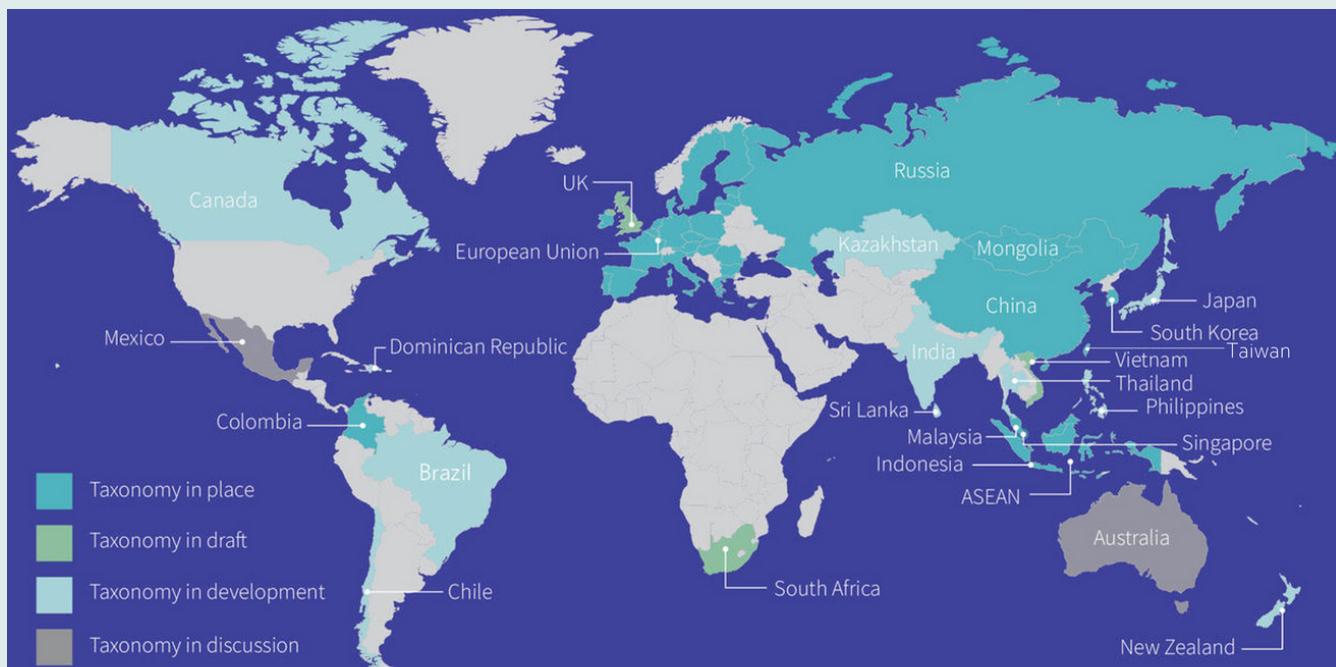 UK
Russia
Canada
European Union
Kazakhstan
Mongolia
China
Japan
South Korea
Mexico
Dominican Republic
Taiwan
India
Vietnam
Thailand
Sri Lanka
Philippines
Colombia
Malaysia
Singapore
Indonesia
Brazil
ASEAN
Taxonomy in place
Taxonomy in draft
Australia
Taxonomy in development
Chile
South Africa
Taxonomy in discussion
New Zealand